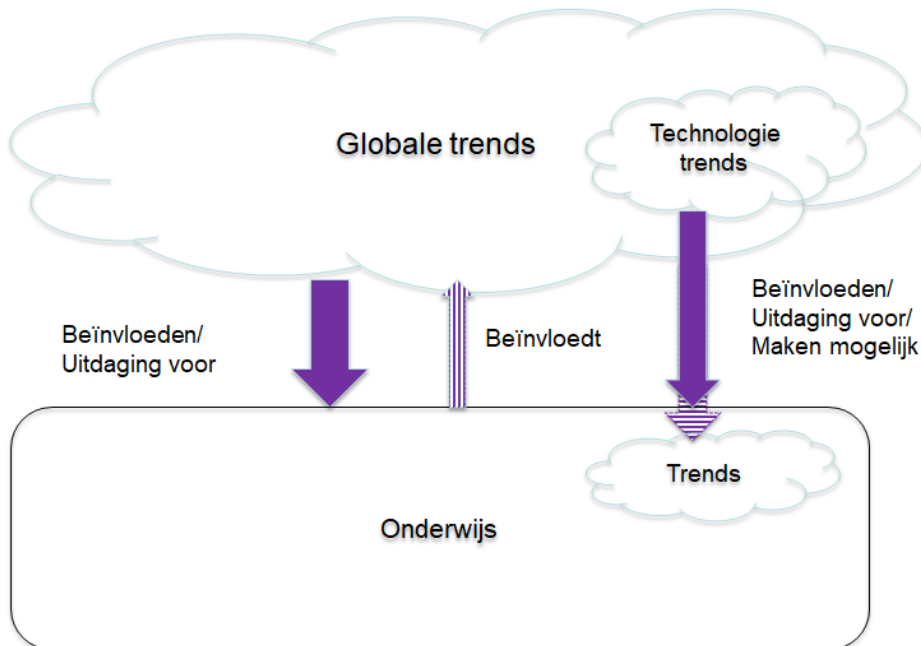 Globale trends
Technologie
trends
Beïnvloeden/
Uitdaging voor
Beïnvloedt
Beïnvloeden/
Uitdaging voor/
Maken mogelijk
Trends
Onderwijs